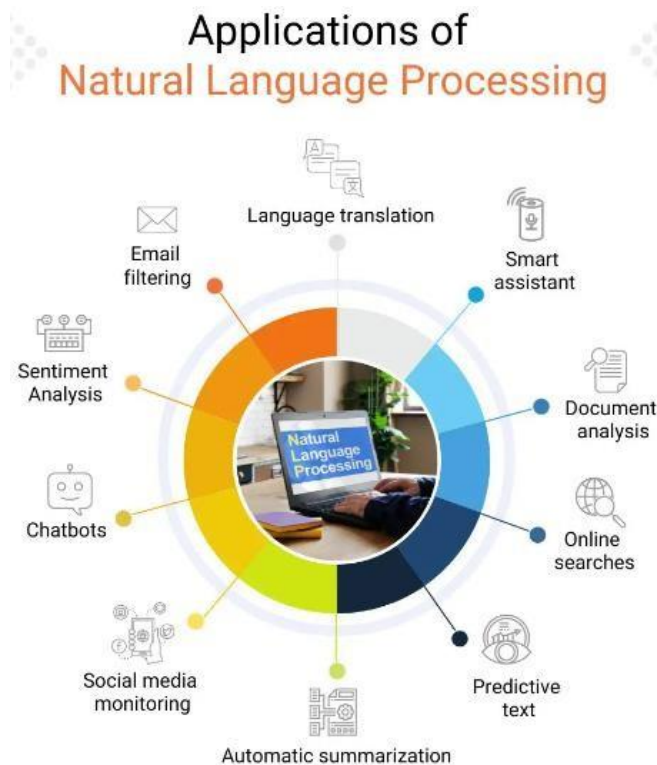 Applications of
Natural Language Processing
Language translation
Smart
assistant
Document
analysis
Online
searches
Predictive
text
Automatic summarization
Social media
monitoring
Chatbots
Sentiment
Analysis
Email
filtering
Natural
Language
Processing